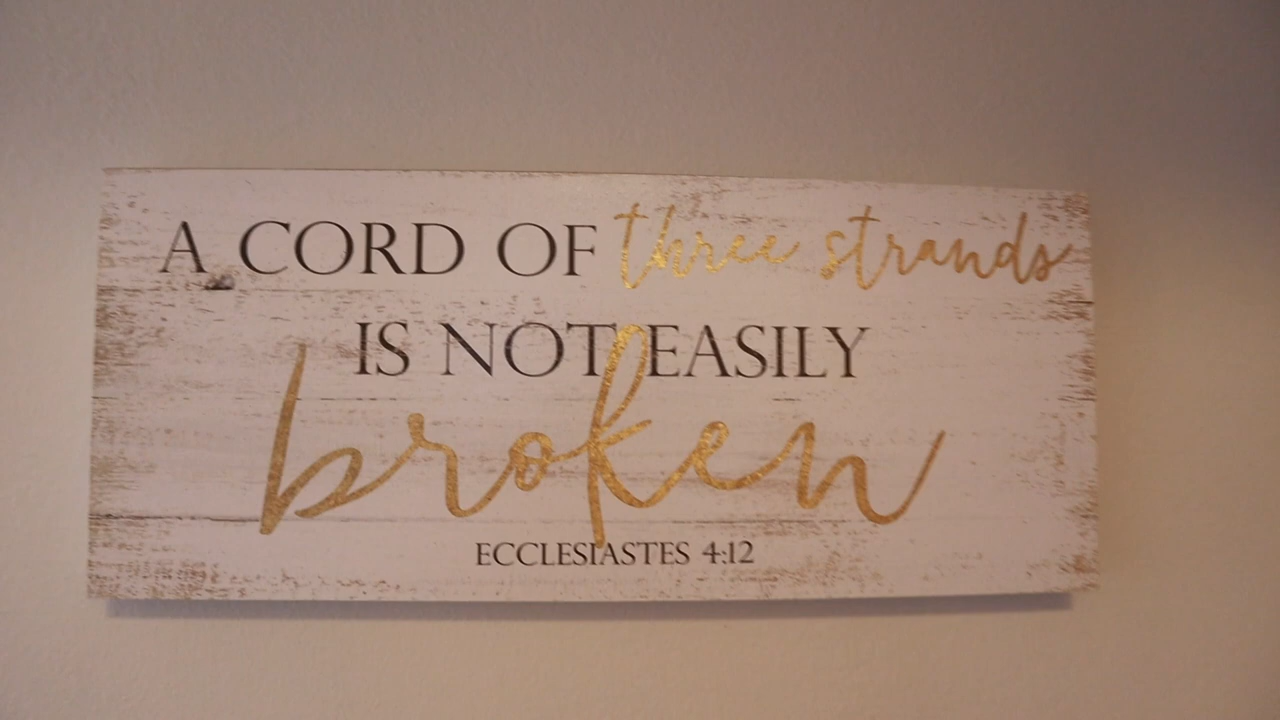 A CORD OF three strands
IS NOT EASILY
broken
ECCLESIASTES 4:12